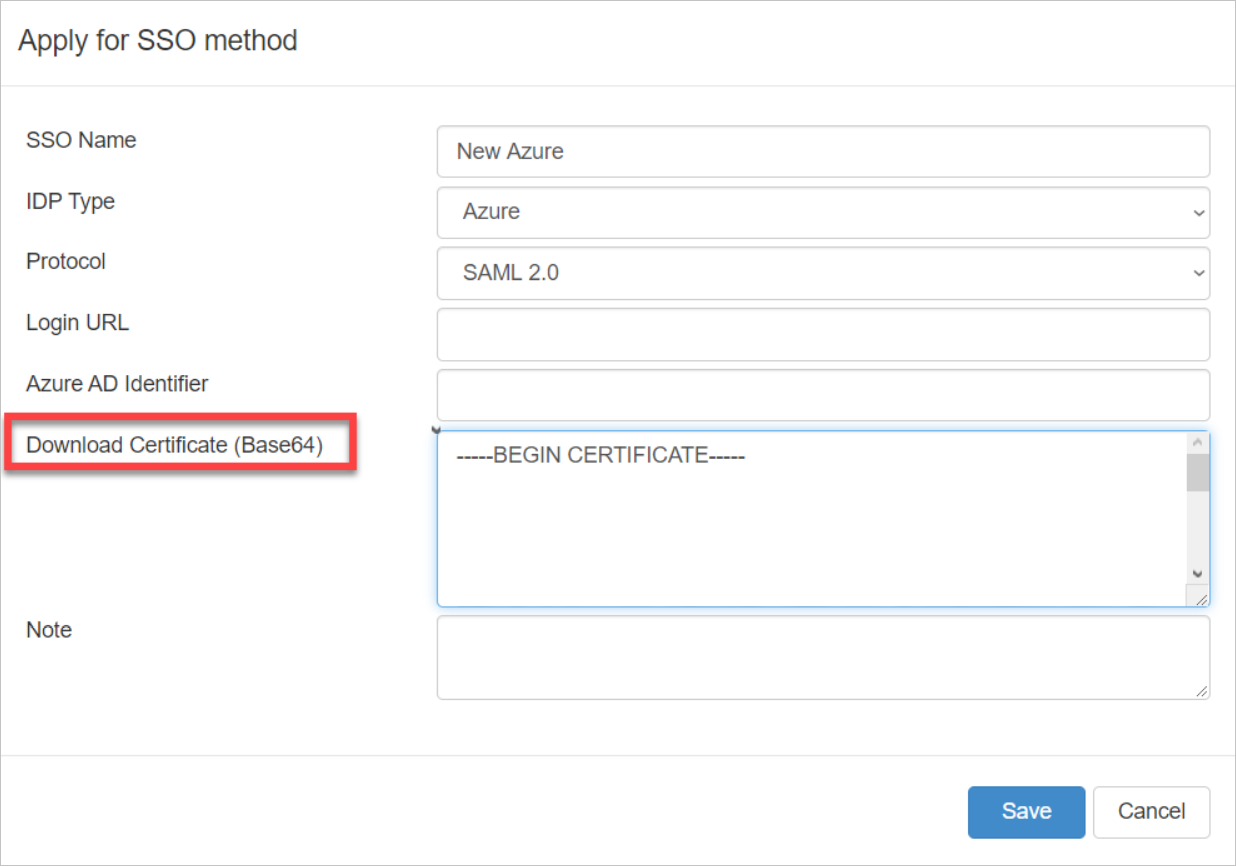 Apply for SSO method
SSO Name
New Azure
IDP Type
Azure
Protocol
SAML 2.0
Login URL
Azure AD Identifier
Download Certificate (Base64)
-----BEGIN CERTIFICATE-----
Note
Save
Cancel